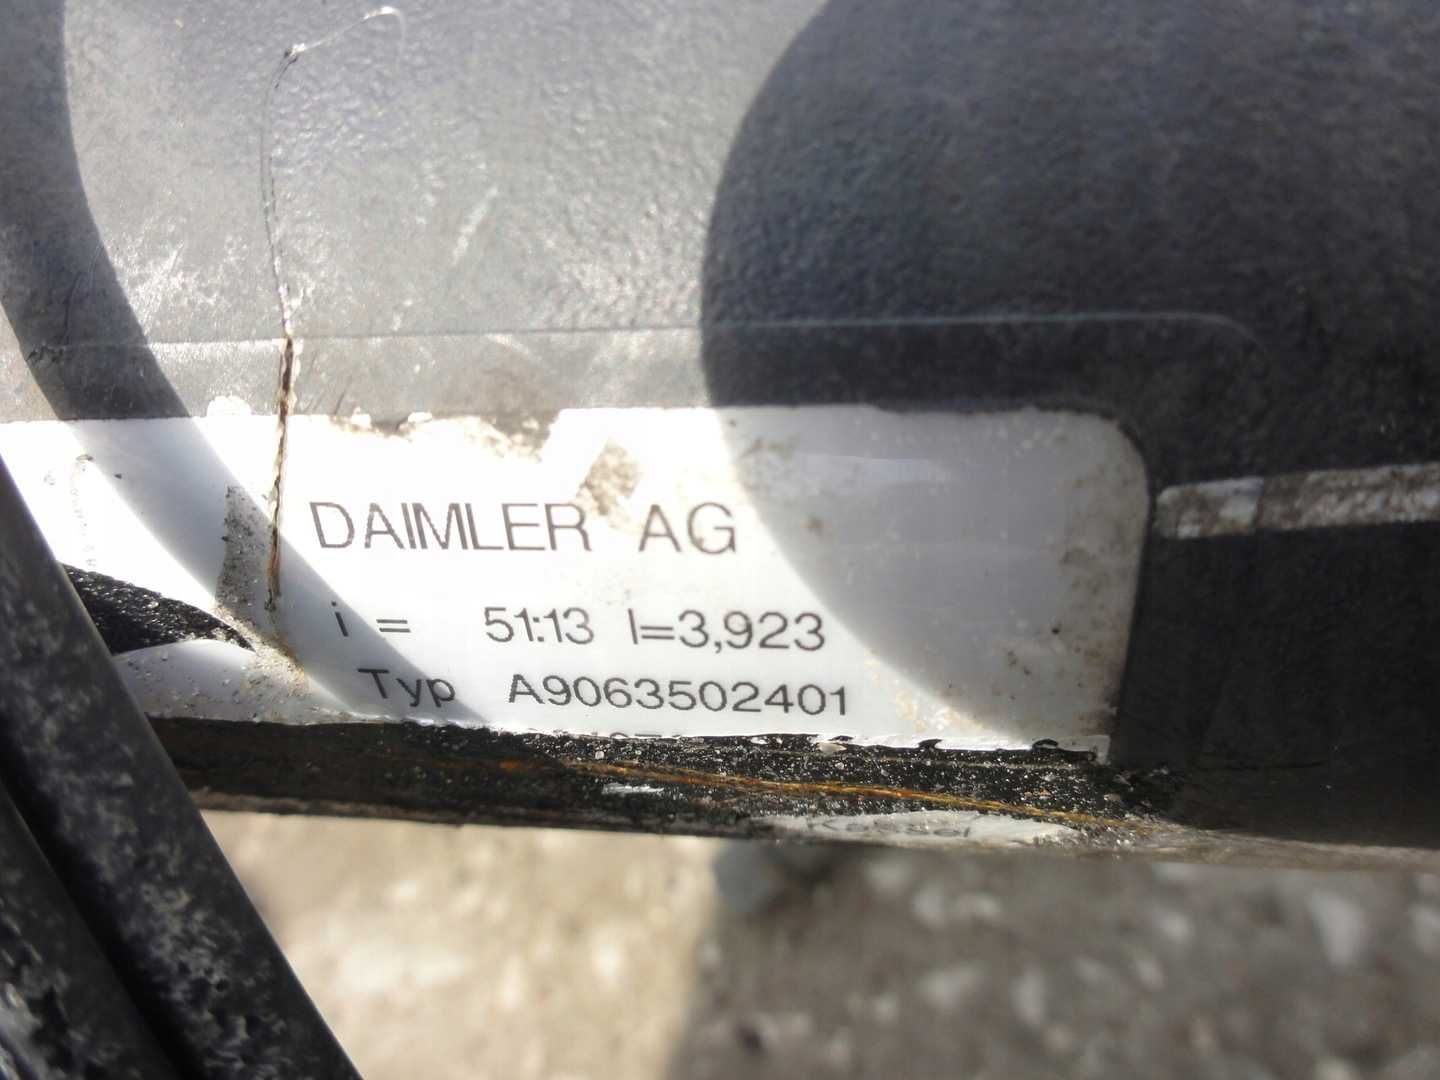 DAIMLER AG
i = 51:13 I=3,923
Typ A9063502401